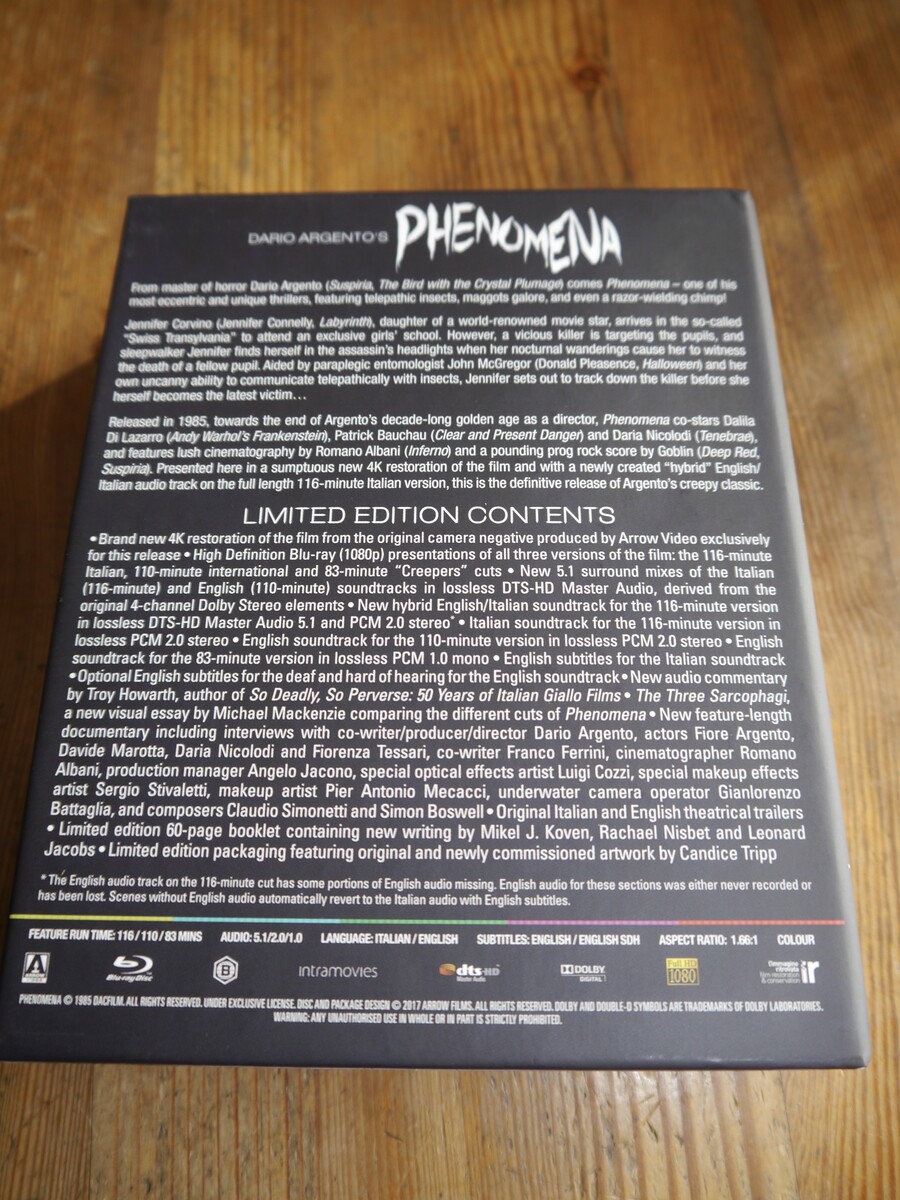 DARIO ARGENTO'S PHENOMENA
From master of horror Dario Argento (Suspiria, The Bird with the Crystal Plumage) comes Phenomena – one of his
most eccentric and unique thrillers, featuring telepathic insects, maggots galore, and even a razor-wielding chimp!
Jennifer Corvino (Jennifer Connelly, Labyrinth), daughter of a world-renowned movie star, arrives in the so-called
“Swiss Transylvania” to attend an exclusive girls’ school. However, a vicious killer is targeting the pupils, and
sleepwalker Jennifer finds herself in the assassin’s headlights when her nocturnal wanderings cause her to witness
the death of a fellow pupil. Aided by paraplegic entomologist John McGregor (Donald Pleasence, Halloween) and her
own uncanny ability to communicate telepathically with insects, Jennifer sets out to track down the killer before she
herself becomes the latest victim…
Released in 1985, towards the end of Argento’s decade-long golden age as a director, Phenomena co-stars Dalila
Di Lazarro (Andy Warhol’s Frankenstein), Patrick Bauchau (Clear and Present Danger) and Daria Nicolodi (Tenebrae),
and features lush cinematography by Romano Albani (Inferno) and a pounding prog rock score by Goblin (Deep Red,
Suspiria). Presented here in a sumptuous new 4K restoration of the film and with a newly created “hybrid” English/
Italian audio track on the full length 116-minute Italian version, this is the definitive release of Argento’s creepy classic.
LIMITED EDITION CONTENTS
• Brand new 4K restoration of the film from the original camera negative produced by Arrow Video exclusively
for this release • High Definition Blu-ray (1080p) presentations of all three versions of the film: the 116-minute
Italian, 110-minute international and 83-minute “Creepers” cuts • New 5.1 surround mixes of the Italian
(116-minute) and English (110-minute) soundtracks in lossless DTS-HD Master Audio, derived from the
original 4-channel Dolby Stereo elements • New hybrid English/Italian soundtrack for the 116-minute version
in lossless DTS-HD Master Audio 5.1 and PCM 2.0 stereo* • Italian soundtrack for the 116-minute version in
lossless PCM 2.0 stereo • English soundtrack for the 110-minute version in lossless PCM 2.0 stereo • English
soundtrack for the 83-minute version in lossless PCM 1.0 mono • English subtitles for the Italian soundtrack
• Optional English subtitles for the deaf and hard of hearing for the English soundtrack • New audio commentary
by Troy Howarth, author of So Deadly, So Perverse: 50 Years of Italian Giallo Films • The Three Sarcophagi,
a new visual essay by Michael Mackenzie comparing the different cuts of Phenomena • New feature-length
documentary including interviews with co-writer/producer/director Dario Argento, actors Fiore Argento,
Davide Marotta, Daria Nicolodi and Fiorenza Tessari, co-writer Franco Ferrini, cinematographer Romano
Albani, production manager Angelo Jacono, special optical effects artist Luigi Cozzi, special makeup effects
artist Sergio Stivaletti, makeup artist Pier Antonio Mecacci, underwater camera operator Gianlorenzo
Battaglia, and composers Claudio Simonetti and Simon Boswell • Original Italian and English theatrical trailers
• Limited edition 60-page booklet containing new writing by Mikel J. Koven, Rachael Nisbet and Leonard
Jacobs • Limited edition packaging featuring original and newly commissioned artwork by Candice Tripp
* The English audio track on the 116-minute cut has some portions of English audio missing. English audio for these sections was either never recorded or
has been lost. Scenes without English audio automatically revert to the Italian audio with English subtitles.
FEATURE RUN TIME: 116 / 110 / 83 MINS AUDIO: 5.1/2.0/1.0 LANGUAGE: ITALIAN / ENGLISH SUBTITLES: ENGLISH / ENGLISH SDH ASPECT RATIO: 1.66:1 COLOUR
Blu-ray Disc B intramovies dts-HD Master Audio DOLBY DIGITAL Full HD 1080 l'immagine ritrovata film restoration & conservation ir
PHENOMENA © 1985 DACFILM. ALL RIGHTS RESERVED. UNDER EXCLUSIVE LICENSE. DISC AND PACKAGE DESIGN © 2017 ARROW FILMS. ALL RIGHTS RESERVED. DOLBY AND DOUBLE-D SYMBOLS ARE TRADEMARKS OF DOLBY LABORATORIES.
WARNING: ANY UNAUTHORISED USE IN WHOLE OR IN PART IS STRICTLY PROHIBITED.